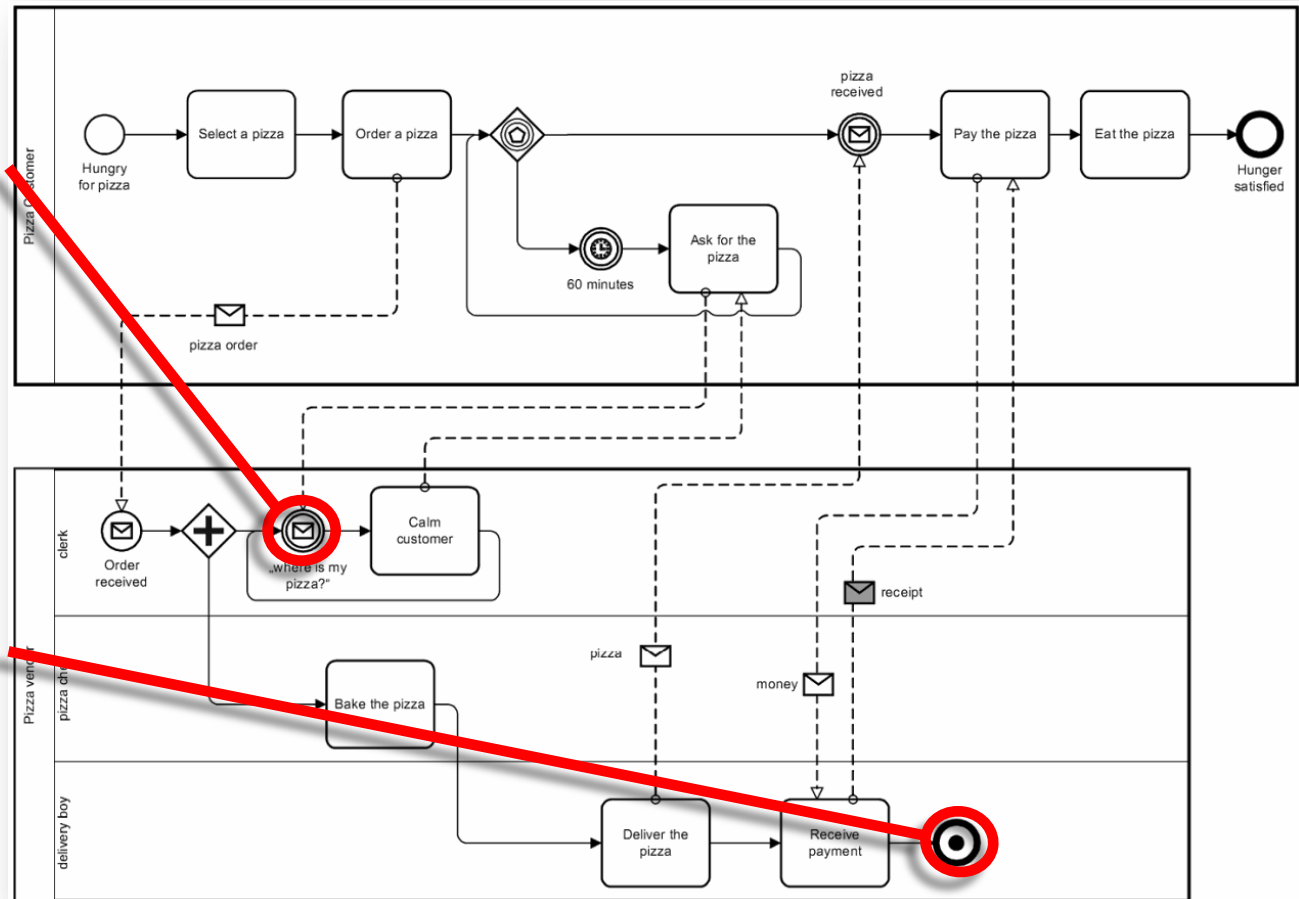 pizza
received
Select a pizza
Order a pizza
Pay the pizza
Eat the pizza
Hungry
for pizza
Hunger
satisfied
Pizza Customer
Ask for the
pizza
60 minutes
pizza order
Pizza vendor
clerk
Order
received
„where is my
pizza?“
Calm
customer
receipt
pizza chef
pizza
money
Bake the pizza
delivery boy
Deliver the
pizza
Receive
payment